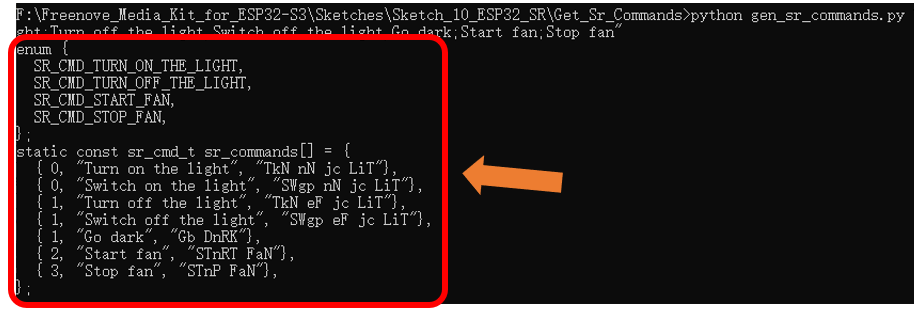 F:\Freenove_Media_Kit_for_ESP32-S3\Sketches\Sketch_10_ESP32_SR\Get_Sr_Commands>python gen_sr_commands.py
ght;Turn off the light,Switch off the light,Go dark;Start fan;Stop fan"
enum {
  SR_CMD_TURN_ON_THE_LIGHT,
  SR_CMD_TURN_OFF_THE_LIGHT,
  SR_CMD_START_FAN,
  SR_CMD_STOP_FAN,
};
static const sr_cmd_t sr_commands[] = {
  { 0, "Turn on the light", "TkN nN jc LiT"},
  { 0, "Switch on the light", "SWgp nN jc LiT"},
  { 1, "Turn off the light", "TkN eF jc LiT"},
  { 1, "Switch off the light", "SWgp eF jc LiT"},
  { 1, "Go dark", "Gb DnRK"},
  { 2, "Start fan", "STnRT FaN"},
  { 3, "Stop fan", "STnP FaN"},
};